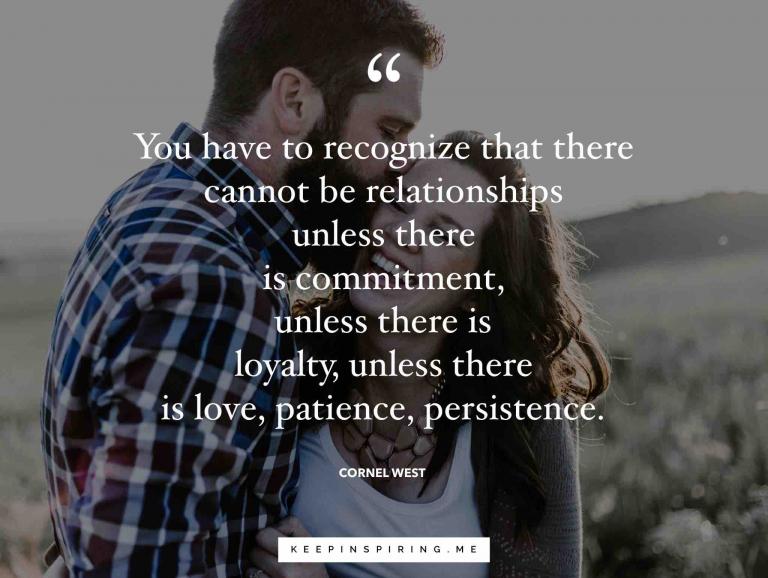 “
You have to recognize that there
cannot be relationships
unless there
is commitment,
unless there is
loyalty, unless there
is love, patience, persistence.
CORNEL WEST
KEEPINSPIRING.ME